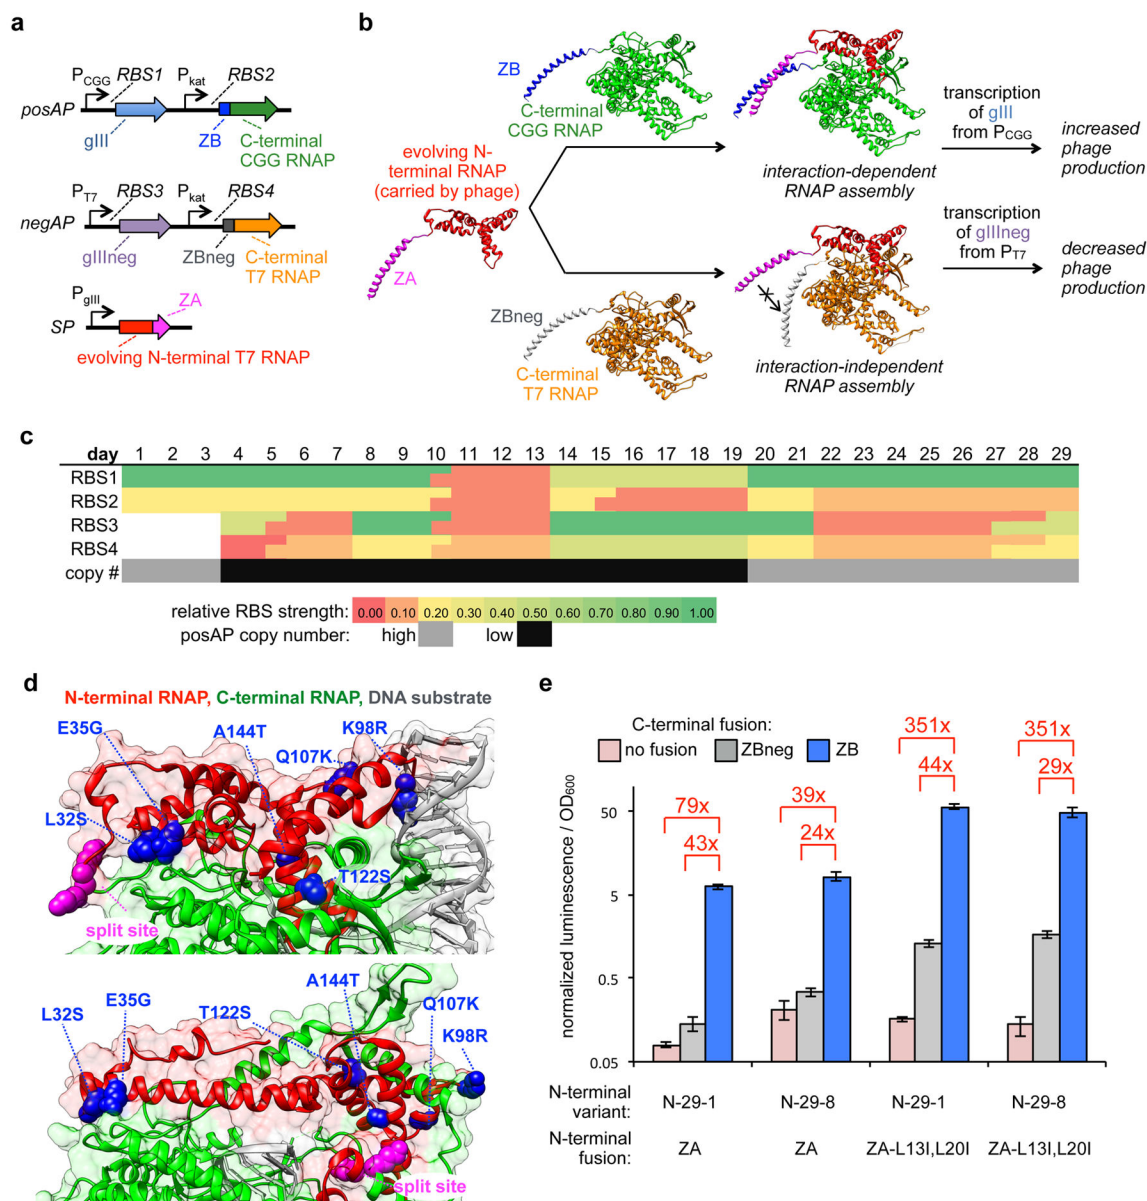 a
P_CGG RBS1 P_kat RBS2
posAP
gIII ZB C-terminal
CGG RNAP
P_T7 RBS3 P_kat RBS4
negAP
gIIIneg ZBneg C-terminal
T7 RNAP
P_gIII ZA
SP
evolving N-terminal T7 RNAP
b
ZB
C-terminal
CGG RNAP
evolving N-
terminal RNAP
(carried by phage)
ZA
interaction-dependent
RNAP assembly
transcription
of gIII
from P_CGG
increased
phage
production
ZBneg
C-terminal
T7 RNAP
interaction-independent
RNAP assembly
transcription
of gIIIneg
from P_T7
decreased
phage
production
c
day 1 2 3 4 5 6 7 8 9 10 11 12 13 14 15 16 17 18 19 20 21 22 23 24 25 26 27 28 29
RBS1
RBS2
RBS3
RBS4
copy #
relative RBS strength: 0.00 0.10 0.20 0.30 0.40 0.50 0.60 0.70 0.80 0.90 1.00
posAP copy number: high low
d
N-terminal RNAP, C-terminal RNAP, DNA substrate
E35G A144T K98R
Q107K
L32S
T122S
split site
A144T
L32S E35G T122S Q107K
K98R
split site
e
C-terminal fusion:
no fusion ZBneg ZB
79x
43x
39x
24x
351x
44x
351x
29x
normalized luminescence / OD₆₀₀
50
5
0.5
0.05
N-terminal
variant: N-29-1 N-29-8 N-29-1 N-29-8
N-terminal
fusion: ZA ZA ZA-L13I,L20I ZA-L13I,L20I